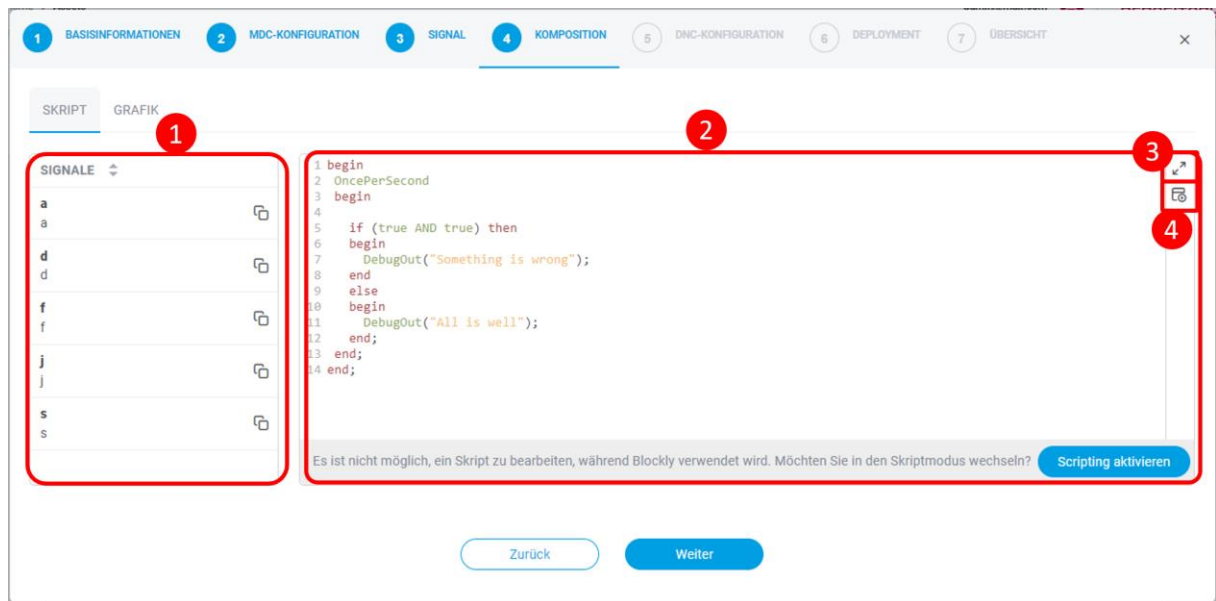 1 BASISINFORMATIONEN 2 MDC-KONFIGURATION 3 SIGNAL 4 KOMPOSITION 5 DNC-KONFIGURATION 6 DEPLOYMENT 7 ÜBERSICHT
SKRIPT GRAFIK
1
2
3
4
SIGNALE
a
a
d
d
f
f
j
j
s
s
1 begin
2 OncePerSecond
3 begin
4
5 if (true AND true) then
6 begin
7 DebugOut("Something is wrong");
8 end
9 else
10 begin
11 DebugOut("All is well");
12 end;
13 end;
14 end;
Es ist nicht möglich, ein Skript zu bearbeiten, während Blockly verwendet wird. Möchten Sie in den Skriptmodus wechseln? Scripting aktivieren
Zurück Weiter